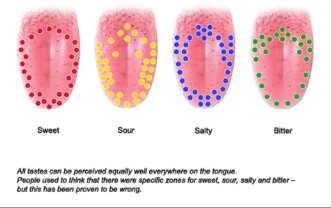 Sweet Sour Salty Bitter
All tastes can be perceived equally well everywhere on the tongue.
People used to think that there were specific zones for sweet, sour, salty and bitter –
but this has been proven to be wrong.